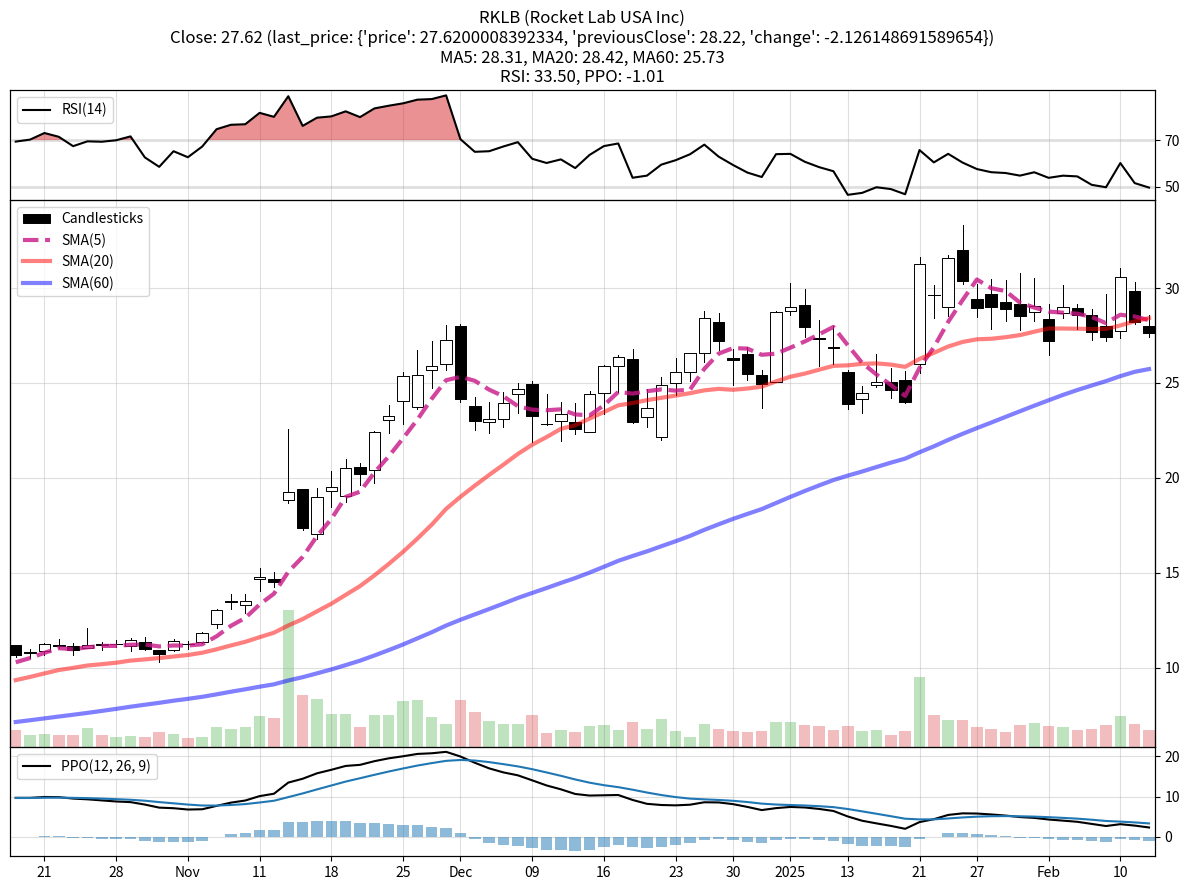 RKLB (Rocket Lab USA Inc)
Close: 27.62 (last_price: {'price': 27.6200008392334, 'previousClose': 28.22, 'change': -2.126148691589654})
MA5: 28.31, MA20: 28.42, MA60: 25.73
RSI: 33.50, PPO: -1.01
RSI(14)
70
50
Candlesticks
SMA(5)
SMA(20)
SMA(60)
30
25
20
15
10
PPO(12, 26, 9)
20
10
0
21 28 Nov 11 18 25 Dec 09 16 23 30 2025 13 21 27 Feb 10